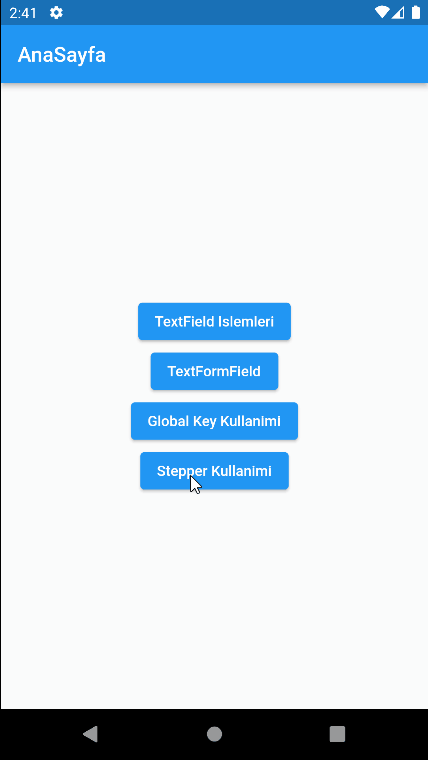 2:41
AnaSayfa
TextField Islemleri
TextFormField
Global Key Kullanimi
Stepper Kullanimi